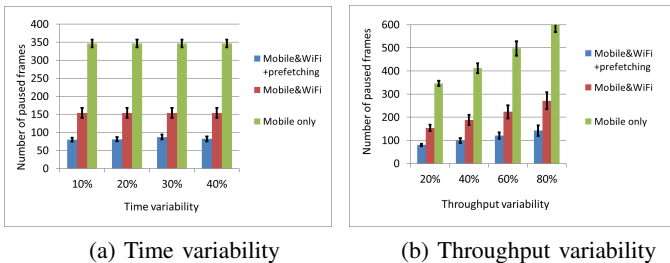 Number of paused frames
400
350
300
250
200
150
100
50
0
10% 20% 30% 40%
Time variability
Mobile&WiFi
+prefetching
Mobile&WiFi
Mobile only
(a) Time variability
Number of paused frames
600
500
400
300
200
100
0
20% 40% 60% 80%
Throughput variability
Mobile&WiFi
+prefetching
Mobile&WiFi
Mobile only
(b) Throughput variability